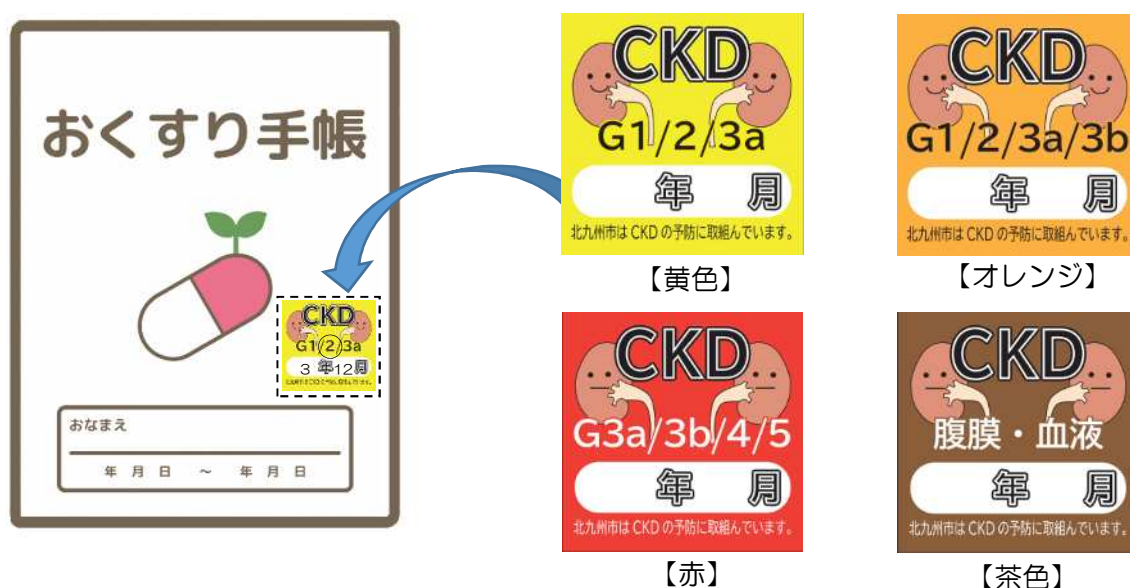 おくすり手帳
CKD
G1/2/3a
3 年12月
おなまえ
年 月 日 ～ 年 月 日
CKD
G1/2/3a
年 月
北九州市は CKD の予防に取組んでいます。
【黄色】
CKD
G1/2/3a/3b
年 月
北九州市は CKD の予防に取組んでいます。
【オレンジ】
CKD
G3a/3b/4/5
年 月
北九州市は CKD の予防に取組んでいます。
【赤】
CKD
腹膜・血液
年 月
北九州市は CKD の予防に取組んでいます。
【茶色】